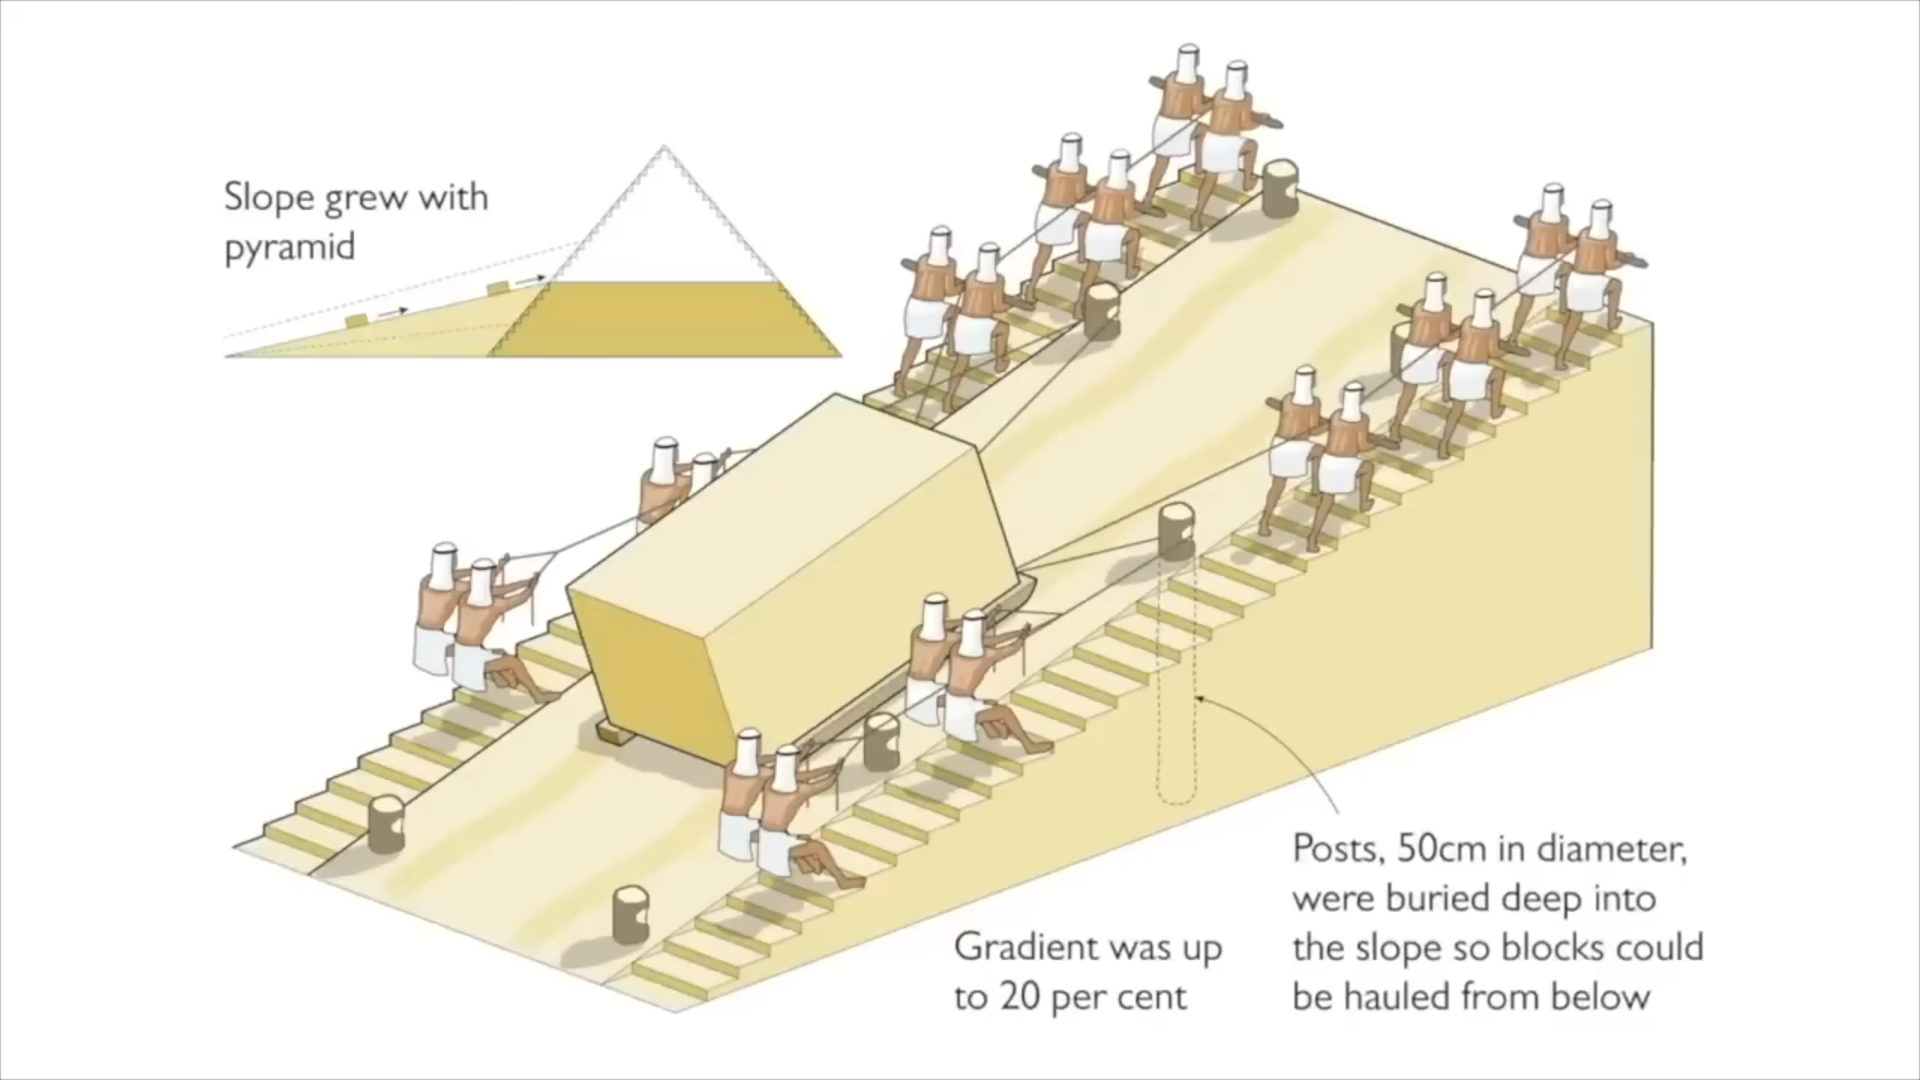 Slope grew with
pyramid
Gradient was up
to 20 per cent
Posts, 50cm in diameter,
were buried deep into
the slope so blocks could
be hauled from below